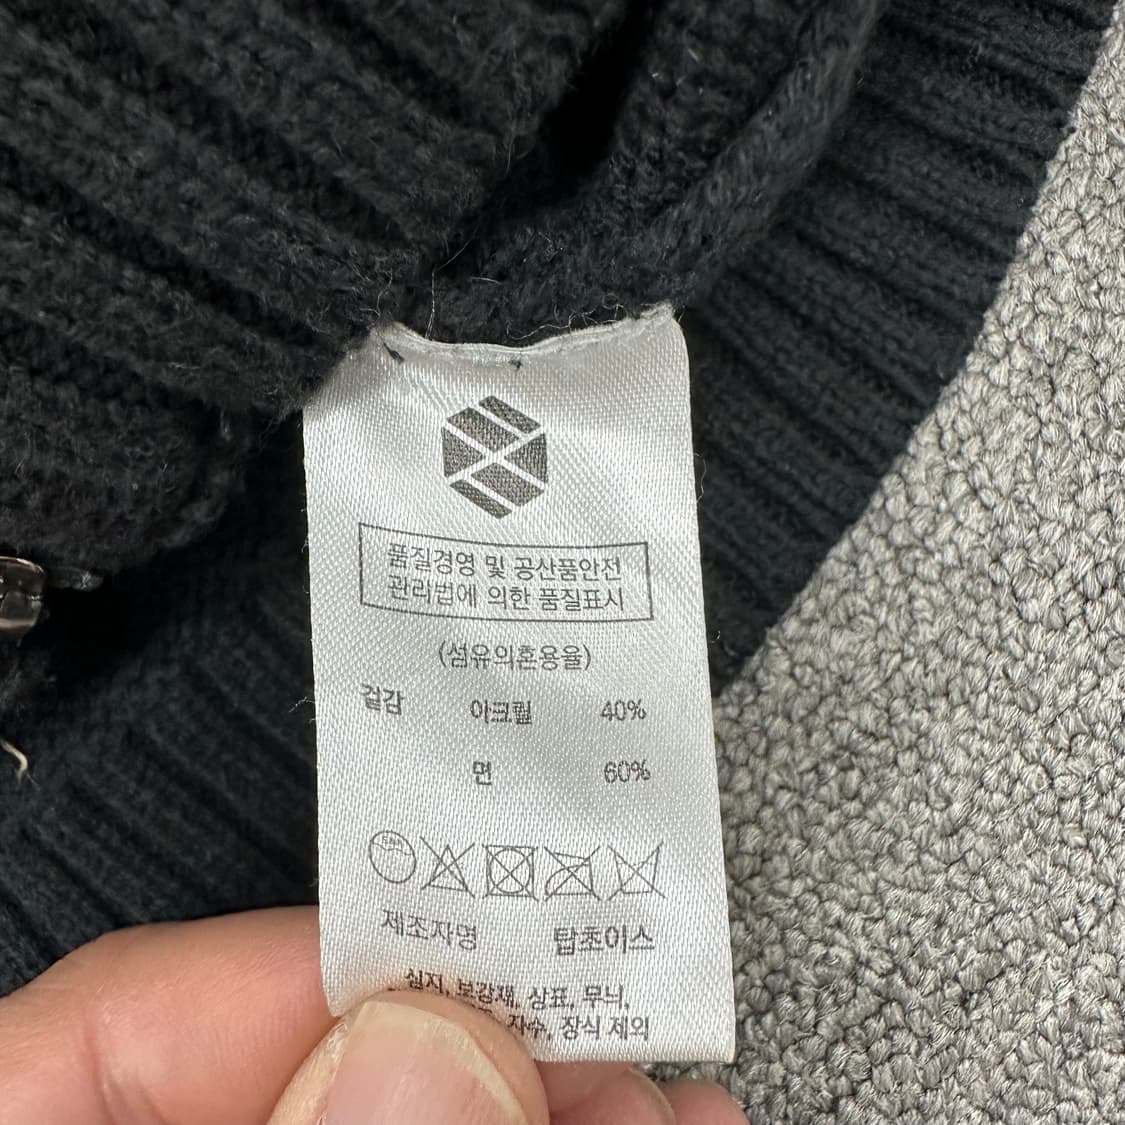 품질경영 및 공산품안전
관리법에 의한 품질표시
(섬유의혼용율)
겉감 아크릴 40%
면 60%
제조자명 탑초이스
실지, 보강재, 상표, 무늬,
자수, 장식 제외